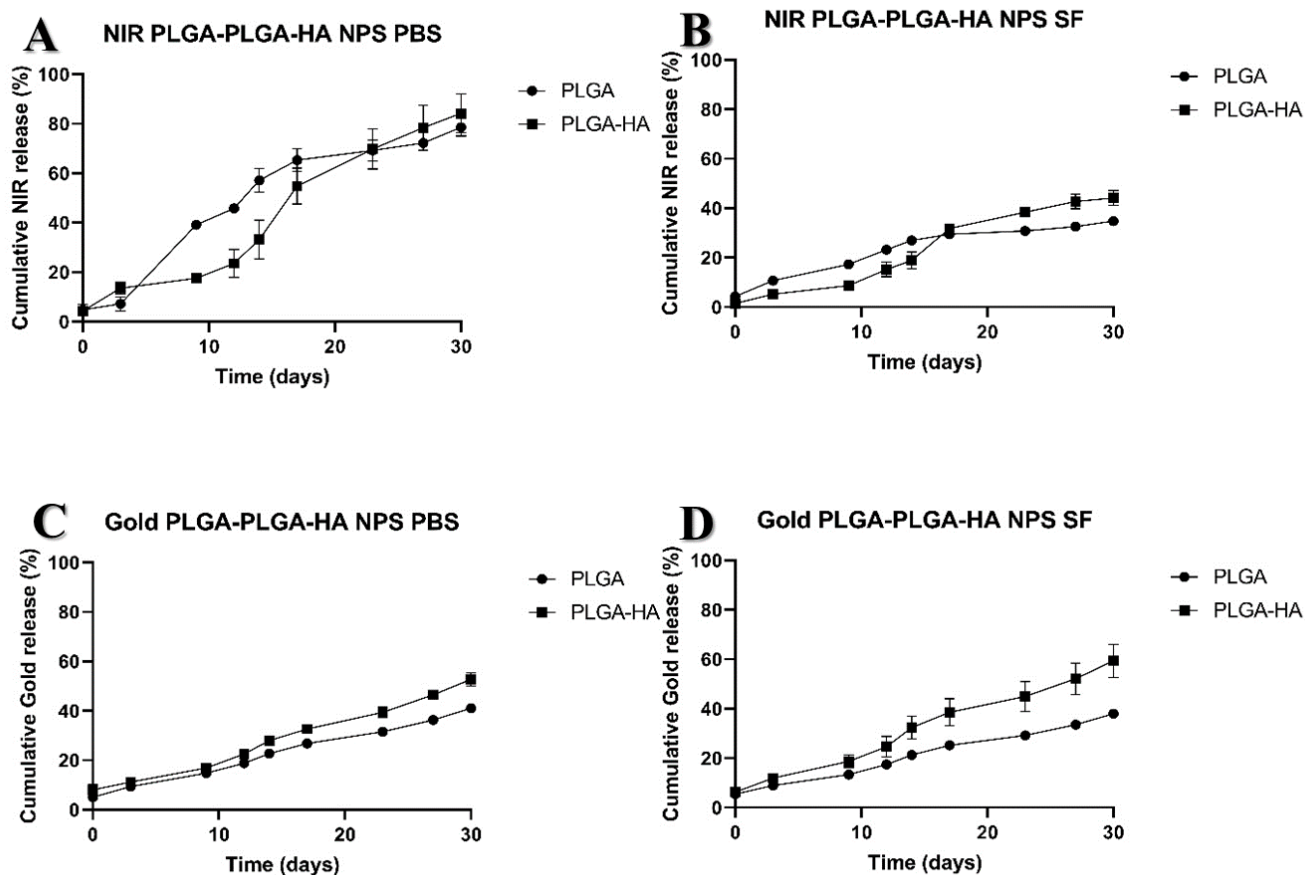 A
NIR PLGA-PLGA-HA NPS PBS
Cumulative NIR release (%)
100
80
60
40
20
0
0 10 20 30
Time (days)
PLGA
PLGA-HA
B
NIR PLGA-PLGA-HA NPS SF
Cumulative NIR release (%)
100
80
60
40
20
0
0 10 20 30
Time (days)
PLGA
PLGA-HA
C
Gold PLGA-PLGA-HA NPS PBS
Cumulative Gold release (%)
100
80
60
40
20
0
0 10 20 30
Time (days)
PLGA
PLGA-HA
D
Gold PLGA-PLGA-HA NPS SF
Cumulative Gold release (%)
100
80
60
40
20
0
0 10 20 30
Time (days)
PLGA
PLGA-HA